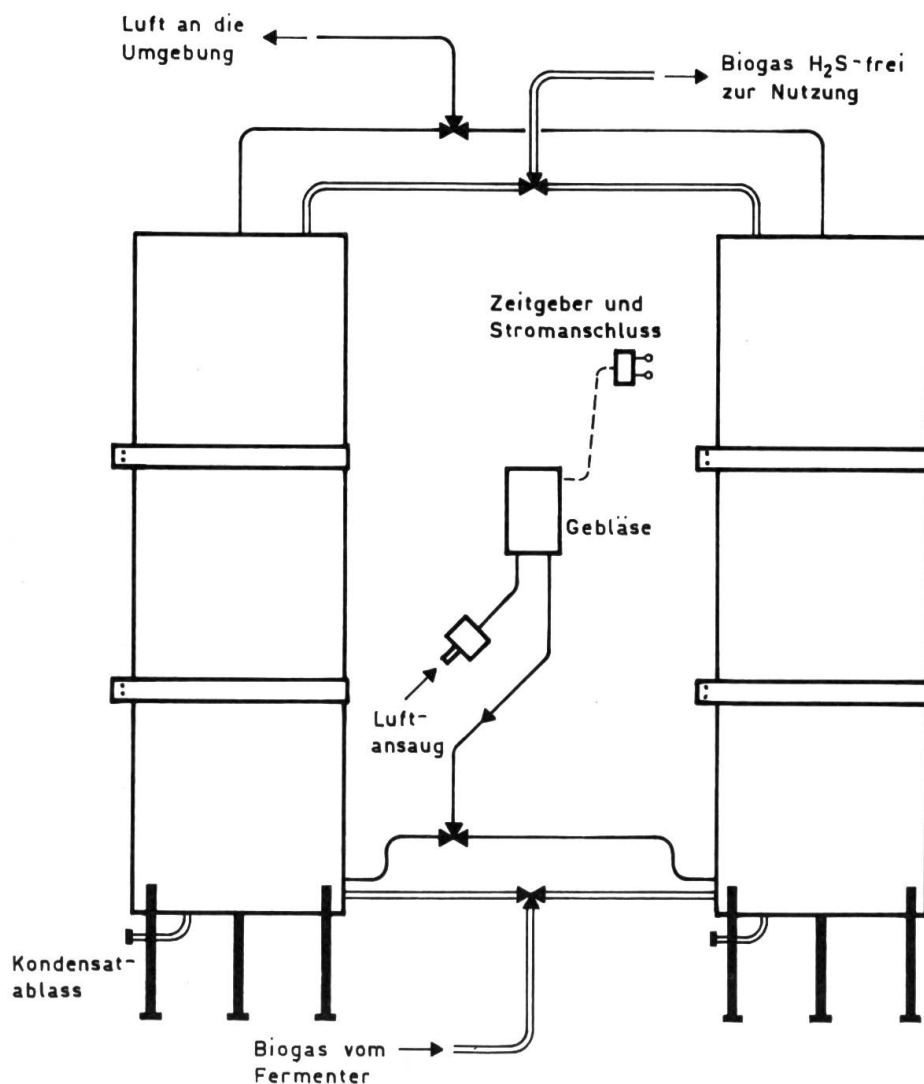 Luft an die
Umgebung
Biogas H₂S-frei
zur Nutzung
Zeitgeber und
Stromanschluss
Gebläse
Luft-
ansaug
Kondensat-
ablass
Biogas vom
Fermenter